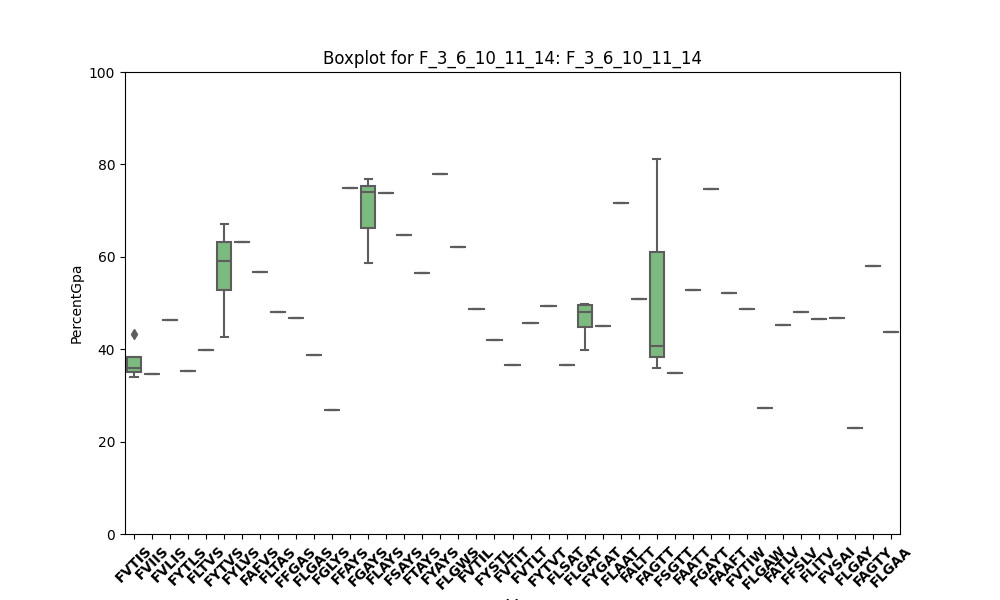 Boxplot for F_3_6_10_11_14: F_3_6_10_11_14
PercentGpa
100
80
60
40
20
0
FVTIS
FVIIS
FVLIS
FYTLS
FLTVS
FYTVS
FYLVS
FAFVS
FLTAS
FFGAS
FLGAS
FGLYS
FFAYS
FGAYS
FLAYS
FSAYS
FTAYS
FYAYS
FLGWS
FVTIL
FYSTL
FVTIT
FVTLT
FYTVT
FLSAT
FLGAT
FYGAT
FLAAT
FALTT
FAGTT
FSGTT
FAATT
FGAYT
FAAFT
FVTIW
FLGAW
FATLV
FFSLV
FLITV
FVSAI
FLGAY
FAGTY
FLGAA